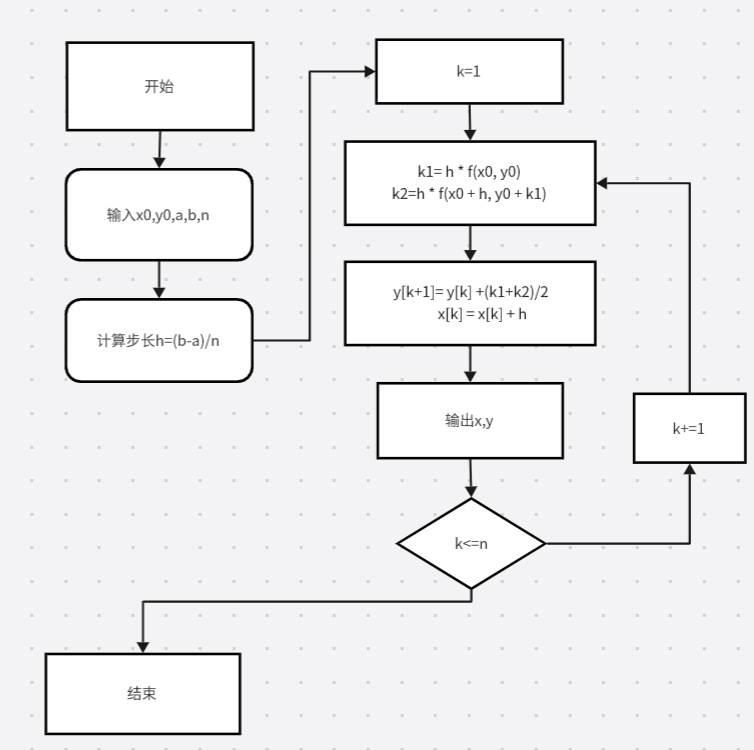 开始
输入x0,y0,a,b,n
计算步长h=(b-a)/n
k=1
k1= h * f(x0, y0)
k2=h * f(x0 + h, y0 + k1)
y[k+1]= y[k] +(k1+k2)/2
x[k] = x[k] + h
输出x,y
k+=1
k<=n
结束